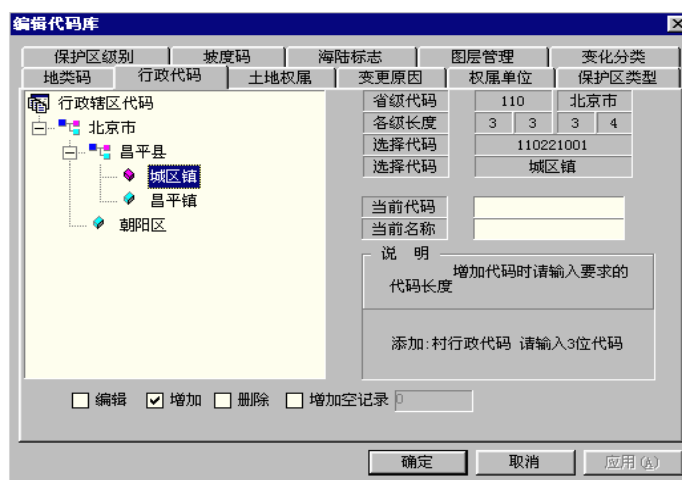 编辑代码库
保护区级别 坡度码 海陆标志 图层管理 变化分类
地类码 行政代码 土地权属 变更原因 权属单位 保护区类型
行政辖区代码
北京市
昌平县
城区镇
昌平镇
朝阳区
省级代码 110 北京市
各级长度 3 3 3 4
选择代码 110221001
选择代码 城区镇
当前代码
当前名称
说 明
增加代码时请输入要求的
代码长度
添加:村行政代码 请输入3位代码
编辑 增加 删除 增加空记录 0
确定 取消 应用(A)